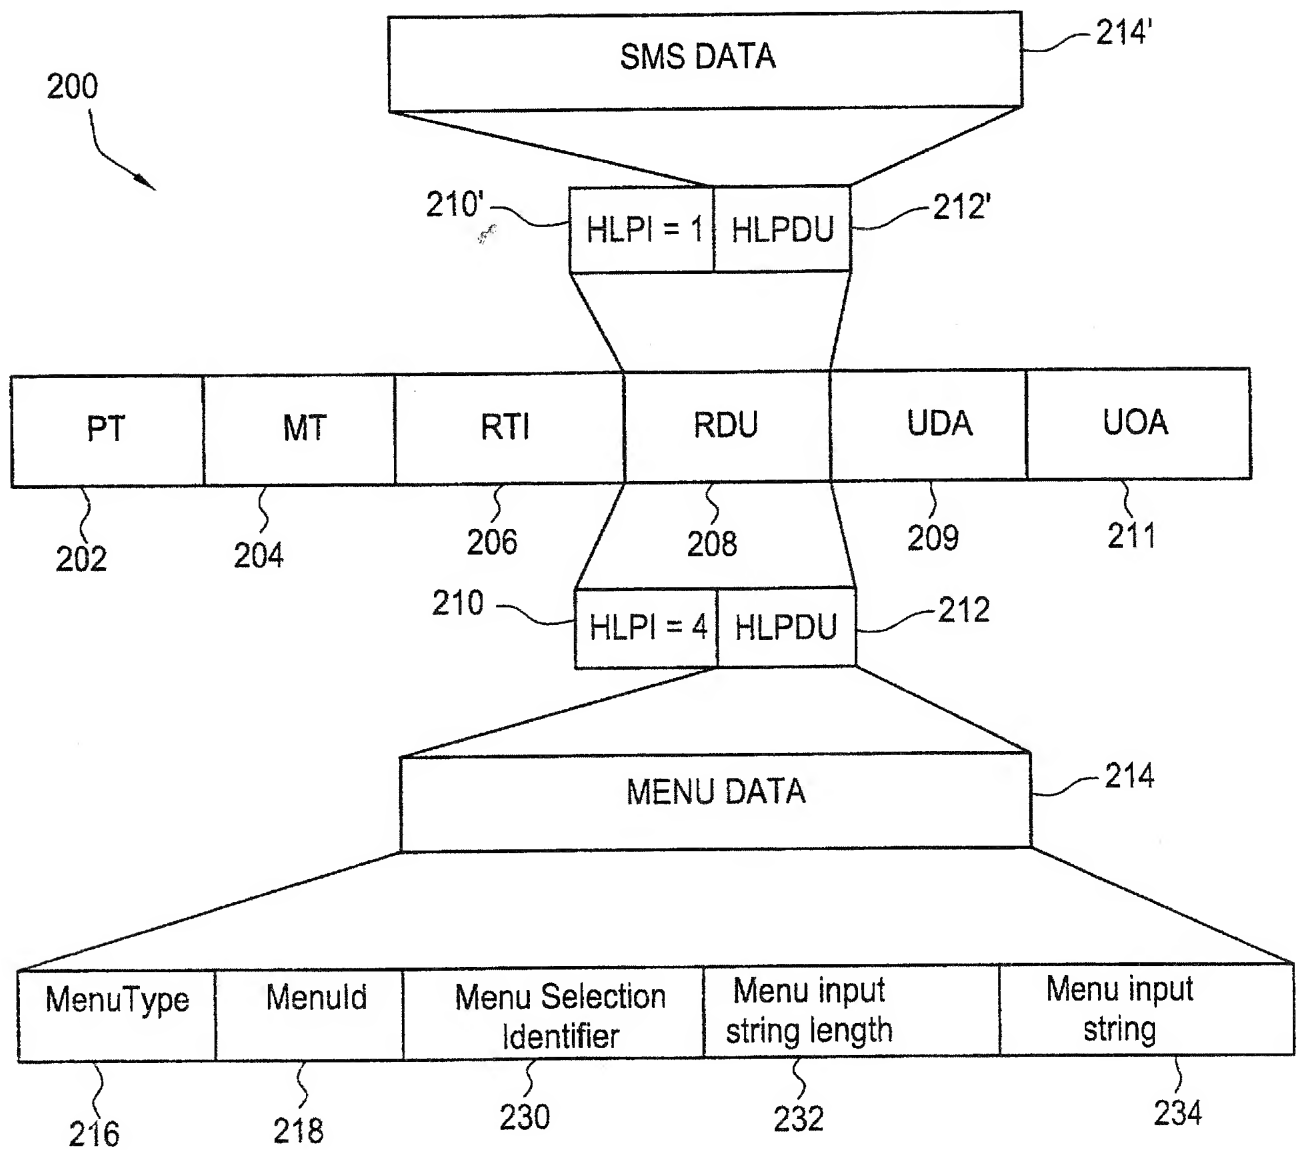 SMS DATA
214'
200
210'
HLPI = 1
HLPDU
212'
PT
MT
RTI
RDU
UDA
UOA
202
204
206
208
209
211
210
HLPI = 4
HLPDU
212
MENU DATA
214
MenuType
MenuId
Menu Selection
Identifier
Menu input
string length
Menu input
string
216
218
230
232
234